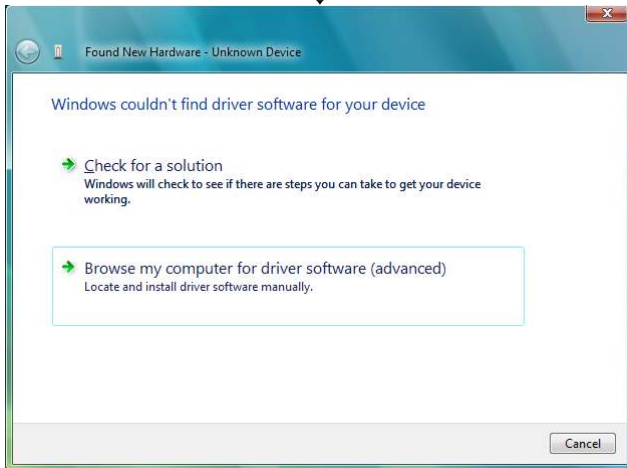 Found New Hardware - Unknown Device
Windows couldn't find driver software for your device
Check for a solution
Windows will check to see if there are steps you can take to get your device
working.
Browse my computer for driver software (advanced)
Locate and install driver software manually.
Cancel